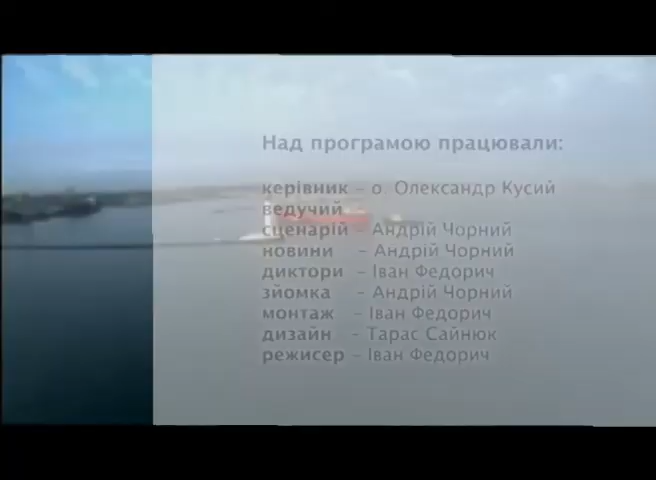 Над програмою працювали:
керівник – о. Олександр Кусий
ведучий
сценарій – Андрій Чорний
новини – Андрій Чорний
диктори – Іван Федорич
зйомка – Андрій Чорний
монтаж – Іван Федорич
дизайн – Тарас Сайнюк
режисер – Іван Федорич